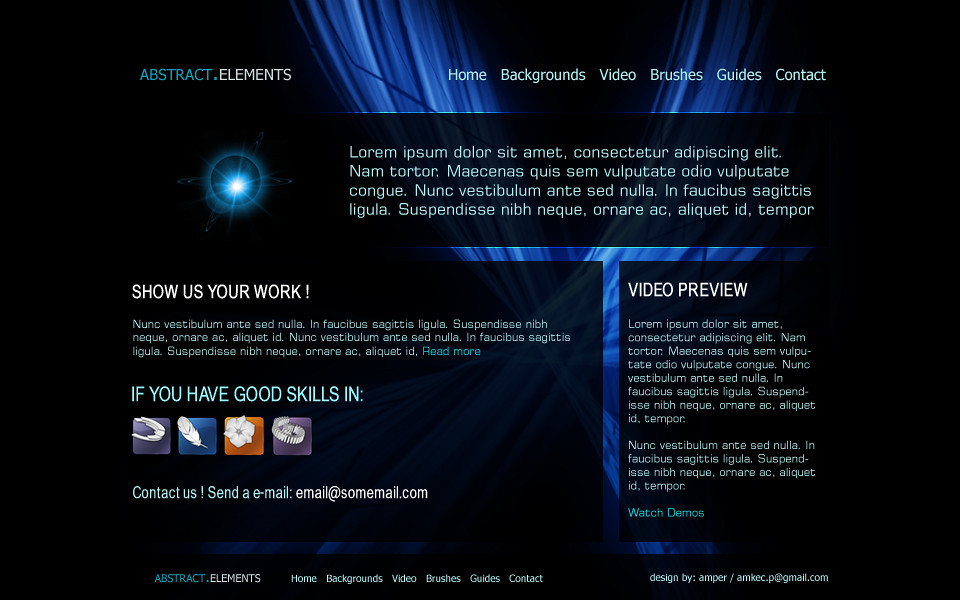 ABSTRACT.ELEMENTS
Home Backgrounds Video Brushes Guides Contact
Lorem ipsum dolor sit amet, consectetur adipiscing elit.
Nam tortor. Maecenas quis sem vulputate odio vulputate
congue. Nunc vestibulum ante sed nulla. In faucibus sagittis
ligula. Suspendisse nibh neque, ornare ac, aliquet id, tempor
SHOW US YOUR WORK !
Nunc vestibulum ante sed nulla. In faucibus sagittis ligula. Suspendisse nibh
neque, ornare ac, aliquet id. Nunc vestibulum ante sed nulla. In faucibus sagittis
ligula. Suspendisse nibh neque, ornare ac, aliquet id, Read more
IF YOU HAVE GOOD SKILLS IN:
Contact us ! Send a e-mail: email@somemail.com
VIDEO PREVIEW
Lorem ipsum dolor sit amet,
consectetur adipiscing elit. Nam
tortor. Maecenas quis sem vulpu-
tate odio vulputate congue. Nunc
vestibulum ante sed nulla. In
faucibus sagittis ligula. Suspend-
isse nibh neque, ornare ac, aliquet
id, tempor.
Nunc vestibulum ante sed nulla. In
faucibus sagittis ligula. Suspend-
isse nibh neque, ornare ac, aliquet
id, tempor.
Watch Demos
ABSTRACT.ELEMENTS
Home Backgrounds Video Brushes Guides Contact
design by: amper / amkec.p@gmail.com